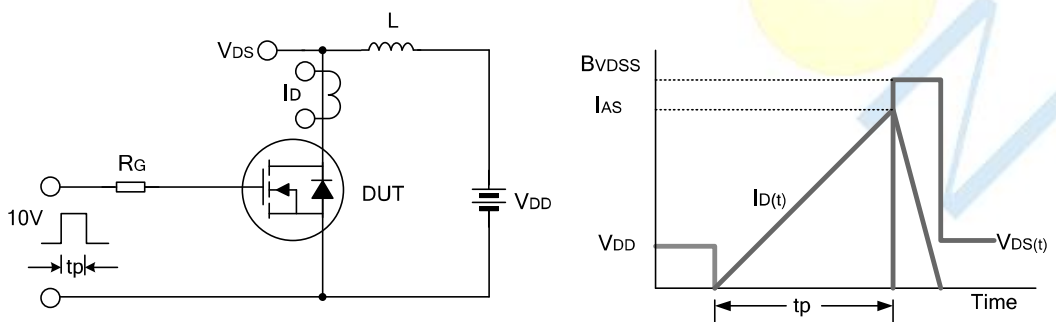 VDS
L
ID
RG
DUT
VDD
10V
tp
BVDSS
IAS
ID(t)
VDD
VDS(t)
tp
Time